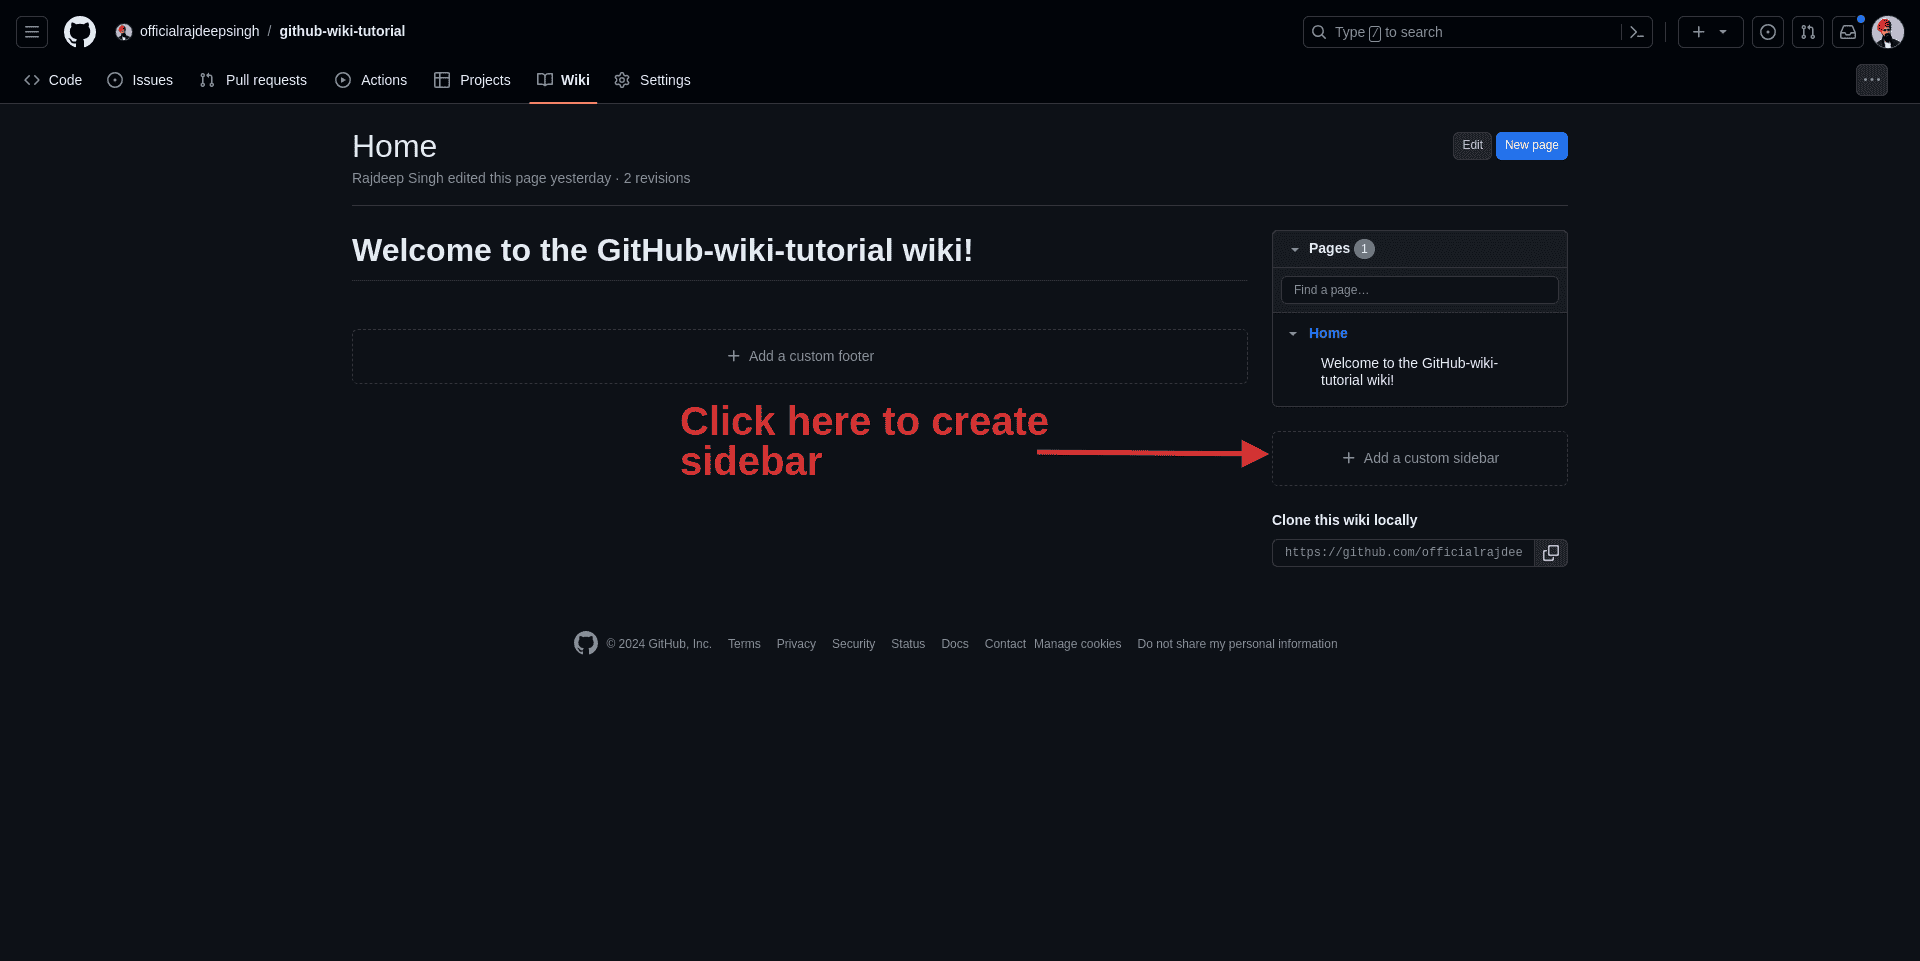 officialrajdeepsingh / github-wiki-tutorial
Type / to search
Code Issues Pull requests Actions Projects Wiki Settings
Home
Edit New page
Rajdeep Singh edited this page yesterday · 2 revisions
Welcome to the GitHub-wiki-tutorial wiki!
Add a custom footer
Pages 1
Find a page…
Home
Welcome to the GitHub-wiki-
tutorial wiki!
Click here to create
sidebar
Add a custom sidebar
Clone this wiki locally
https://github.com/officialrajdee
© 2024 GitHub, Inc. Terms Privacy Security Status Docs Contact Manage cookies Do not share my personal information